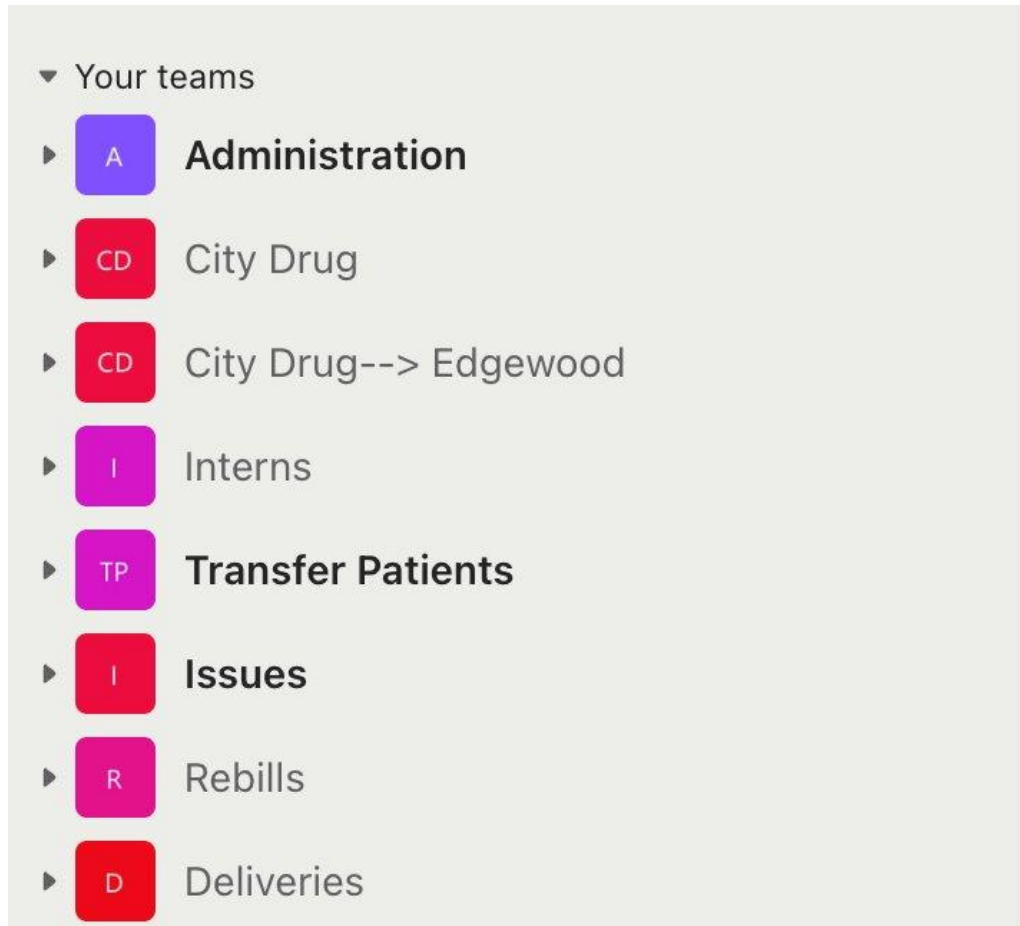 Your teams
A Administration
CD City Drug
CD City Drug--> Edgewood
I Interns
TP Transfer Patients
I Issues
R Rebills
D Deliveries